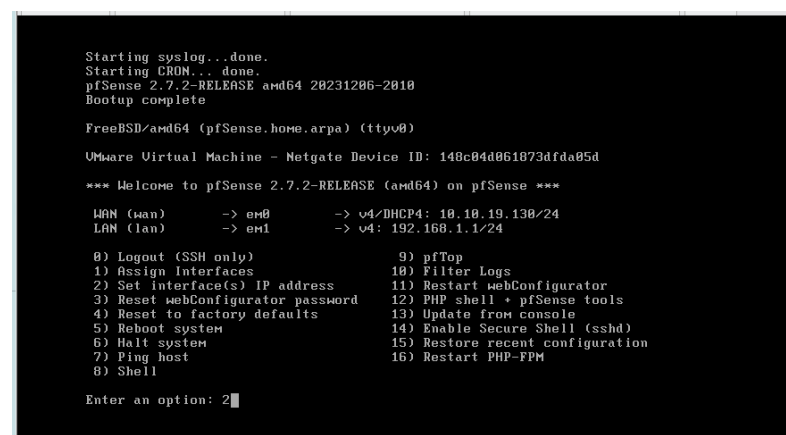 Starting syslog...done.
Starting CRON... done.
pfSense 2.7.2-RELEASE amd64 20231206-2010
Bootup complete
FreeBSD/amd64 (pfSense.home.arpa) (ttyv0)
VMware Virtual Machine - Netgate Device ID: 148c04d061873dfda05d
*** Welcome to pfSense 2.7.2-RELEASE (amd64) on pfSense ***
WAN (wan) -> em0 -> v4/DHCP4: 10.10.19.130/24
LAN (lan) -> em1 -> v4: 192.168.1.1/24
0) Logout (SSH only) 9) pfTop
1) Assign Interfaces 10) Filter Logs
2) Set interface(s) IP address 11) Restart webConfigurator
3) Reset webConfigurator password 12) PHP shell + pfSense tools
4) Reset to factory defaults 13) Update from console
5) Reboot system 14) Enable Secure Shell (sshd)
6) Halt system 15) Restore recent configuration
7) Ping host 16) Restart PHP-FPM
8) Shell
Enter an option: 2